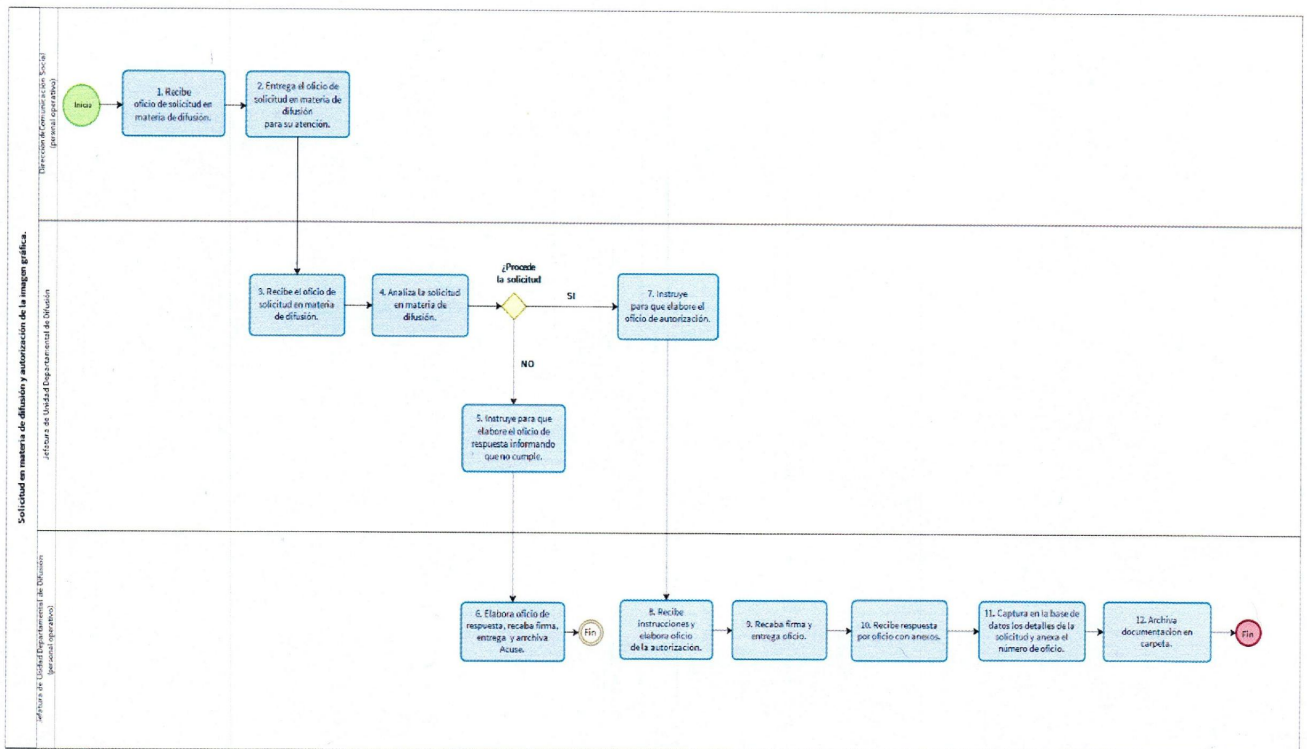 Solicitud en materia de difusión y autorización de la imagen gráfica.
Dirección de Comunicación Social
(personal operativo)
Inicio
1. Recibe
oficio de solicitud en
materia de difusión.
2. Entrega el oficio de
solicitud en materia de
difusión
para su atención.
Jefatura de Unidad Departamental de Difusión
3. Recibe el oficio de
solicitud en materia
de difusión.
4. Analiza la solicitud
en materia de
difusión.
¿Procede
la solicitud
SI
NO
7. Instruye
para que elabore el
oficio de autorización.
5. Instruye para que
elabore el oficio de
respuesta informando
que no cumple.
Jefatura de Unidad Departamental de Difusión
(personal operativo)
6. Elabora oficio de
respuesta, recaba firma,
entrega y arrchiva
Acuse.
Fin
8. Recibe
instrucciones y
elabora oficio
de la autorización.
9. Recaba firma y
entrega oficio.
10. Recibe respuesta
por oficio con anexos.
11. Captura en la base de
datos los detalles de la
solicitud y anexa el
número de oficio.
12. Archiva
documentación en
carpeta.
Fin